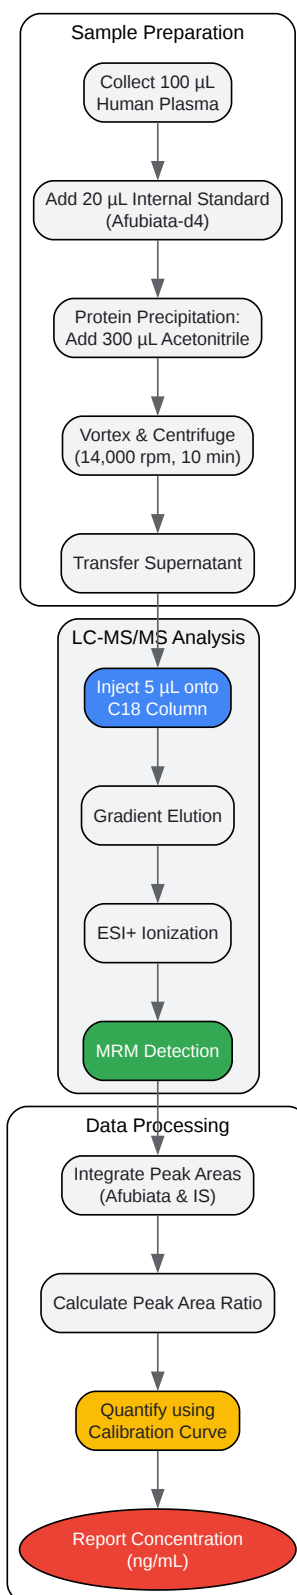 Sample Preparation
Collect 100 µL
Human Plasma
Add 20 µL Internal Standard
(Afubiata-d4)
Protein Precipitation:
Add 300 µL Acetonitrile
Vortex & Centrifuge
(14,000 rpm, 10 min)
Transfer Supernatant
LC-MS/MS Analysis
Inject 5 µL onto
C18 Column
Gradient Elution
ESI+ Ionization
MRM Detection
Data Processing
Integrate Peak Areas
(Afubiata & IS)
Calculate Peak Area Ratio
Quantify using
Calibration Curve
Report Concentration
(ng/mL)